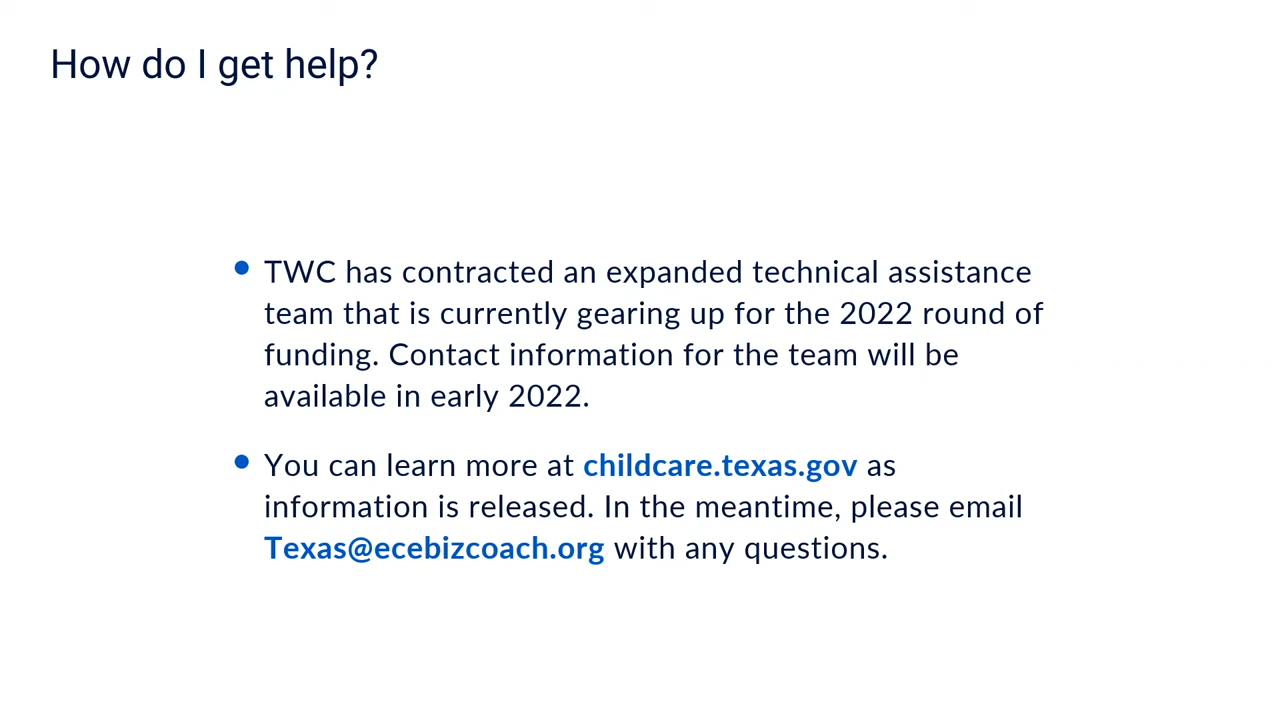 How do I get help?
• TWC has contracted an expanded technical assistance
team that is currently gearing up for the 2022 round of
funding. Contact information for the team will be
available in early 2022.
• You can learn more at childcare.texas.gov as
information is released. In the meantime, please email
Texas@ecebizcoach.org with any questions.